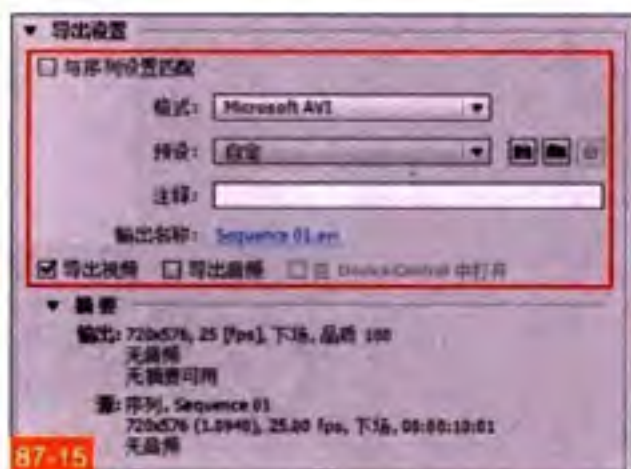 导出设置
与序列设置匹配
格式: Microsoft AVI
预设: 自定
注释:
输出名称: Sequence 01.avi
导出视频 导出音频 在 Device Control 中打开
摘要
输出: 720x576, 25 [fps], 下场, 品质 100
无音频
无摘要可用
源: 序列, Sequence 01
720x576 (1.0940), 25.00 fps, 下场, 00:00:10:01
无音频
87-15